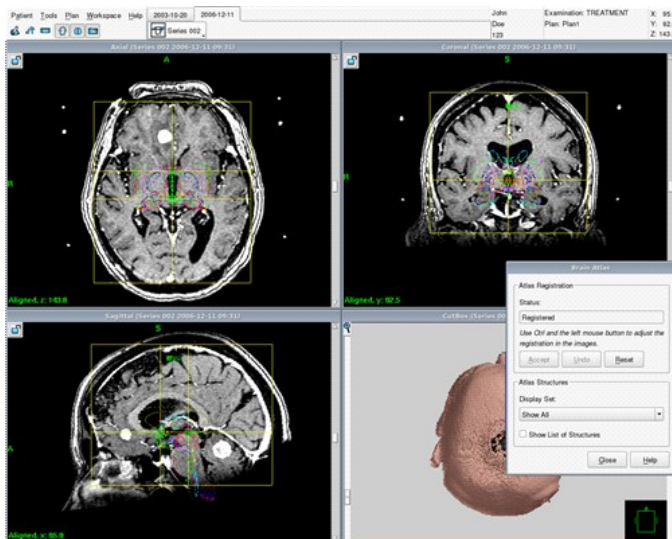 Patient Tools Plan Workspace Help 2003-10-20 2006-12-11
John
Doe
123
Examination: TREATMENT
Plan: Plan1
X: 95.
Y: 92.
Z: 143.
Series 002
Axial (Series 002 2006-12-11 09:31)
A
R
Aligned, z: 143.8
Coronal (Series 002 2006-12-11 09:31)
S
R
Aligned, y: 92.5
Sagittal (Series 002 2006-12-11 09:31)
S
A
Aligned, x: 95.9
CutBox (Series 00
Brain Atlas
Atlas Registration
Status:
Registered
Use Ctrl and the left mouse button to adjust the
registration in the images.
Accept Undo Reset
Atlas Structures
Display Set:
Show All
Show List of Structures
Close Help